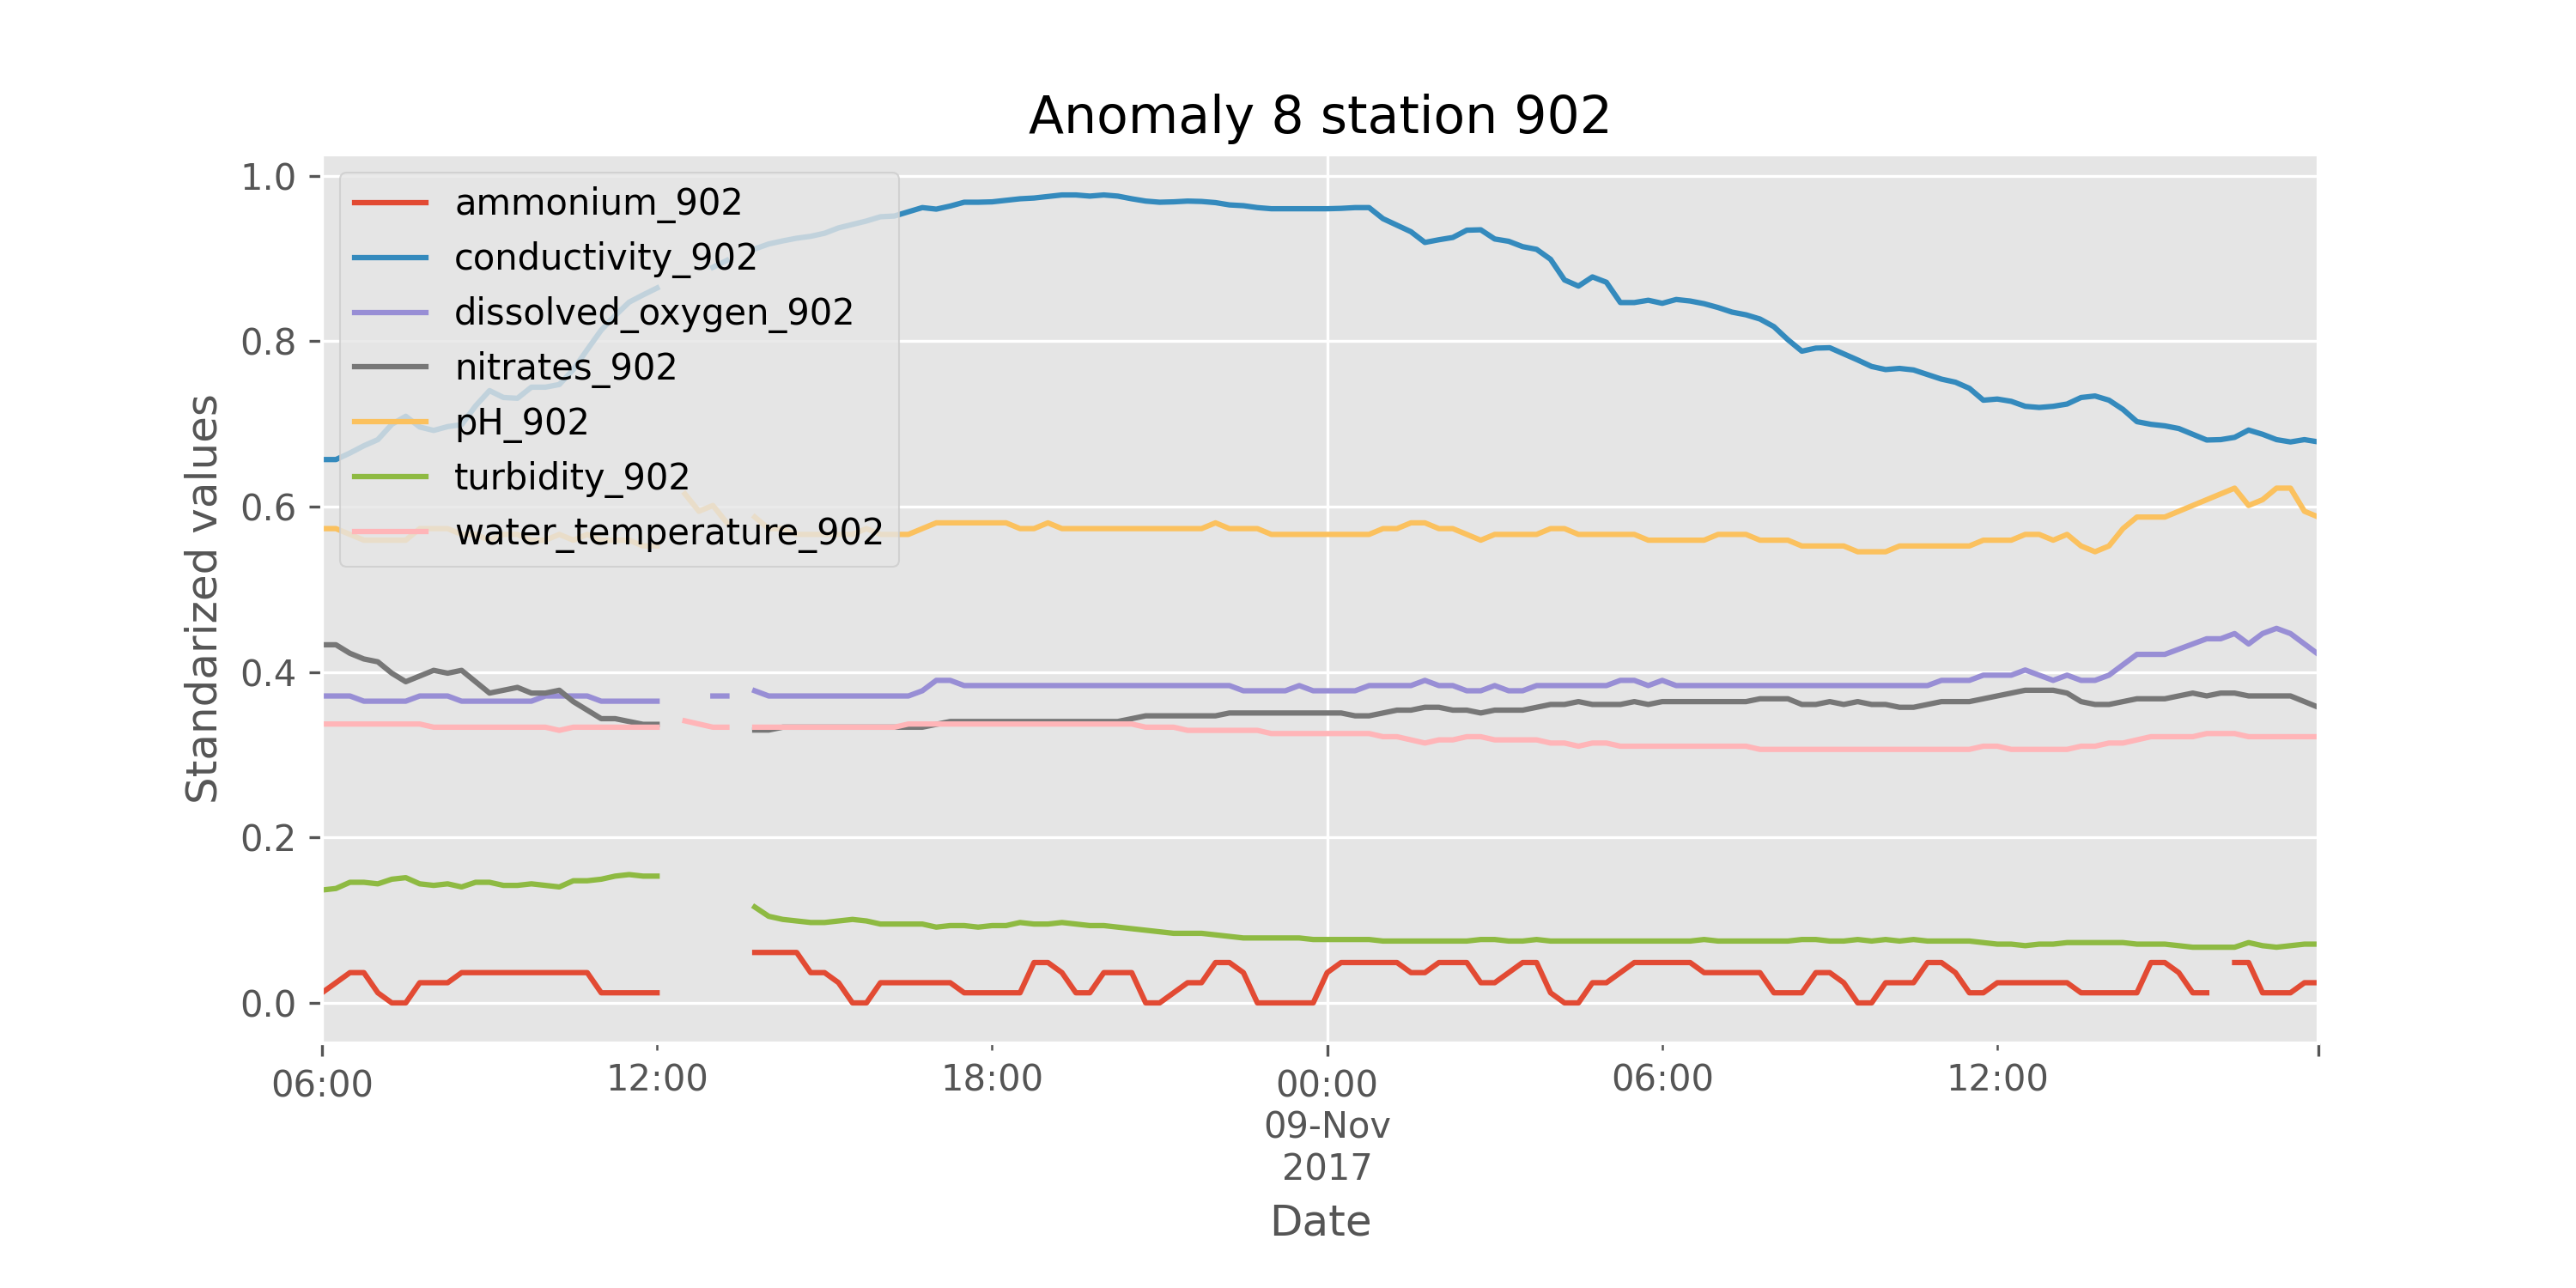 Anomaly 8 station 902
1.0
0.8
0.6
0.4
0.2
0.0
Standarized values
ammonium_902
conductivity_902
dissolved_oxygen_902
nitrates_902
pH_902
turbidity_902
water_temperature_902
06:00
12:00
18:00
00:00
09-Nov
2017
06:00
12:00
Date